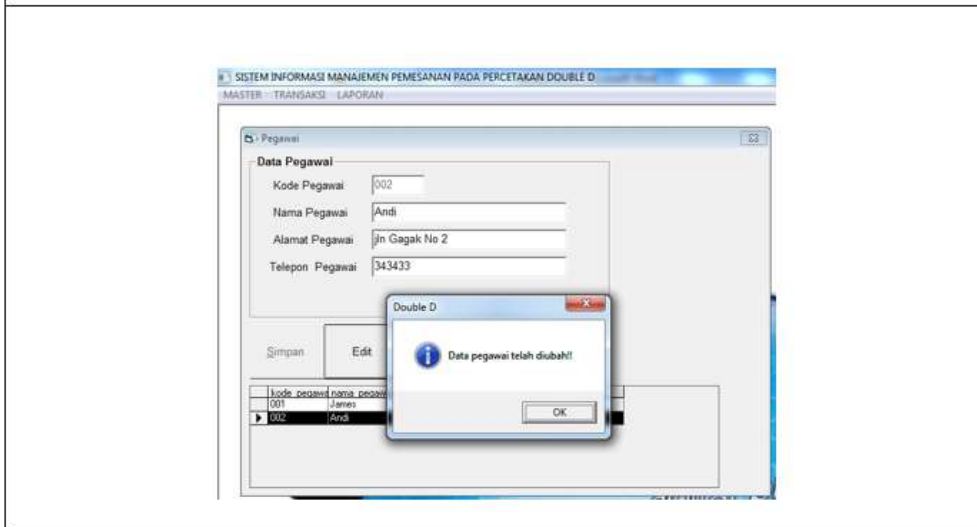 SISTEM INFORMASI MANAJEMEN PEMESANAN PADA PERCETAKAN DOUBLE D
MASTER TRANSAKSI LAPORAN
Pegawai
Data Pegawai
Kode Pegawai 002
Nama Pegawai Andi
Alamat Pegawai jln Gagak No 2
Telepon Pegawai 343433
Double D
Data pegawai telah diubah!!
OK
Simpan Edit
kode_pegawa nama_pegaw
001 James
002 Andi